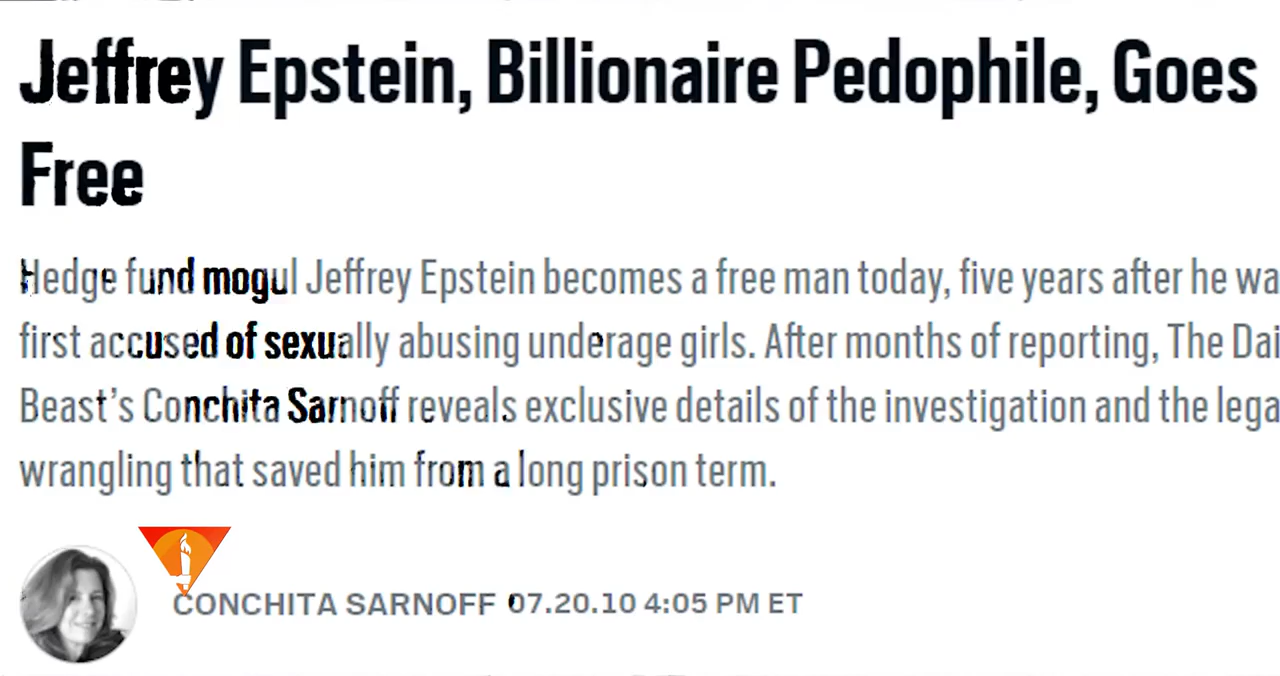 Jeffrey Epstein, Billionaire Pedophile, Goes
Free
Hedge fund mogul Jeffrey Epstein becomes a free man today, five years after he wa
first accused of sexually abusing underage girls. After months of reporting, The Dai
Beast’s Conchita Sarnoff reveals exclusive details of the investigation and the lega
wrangling that saved him from a long prison term.
CONCHITA SARNOFF 07.20.10 4:05 PM ET